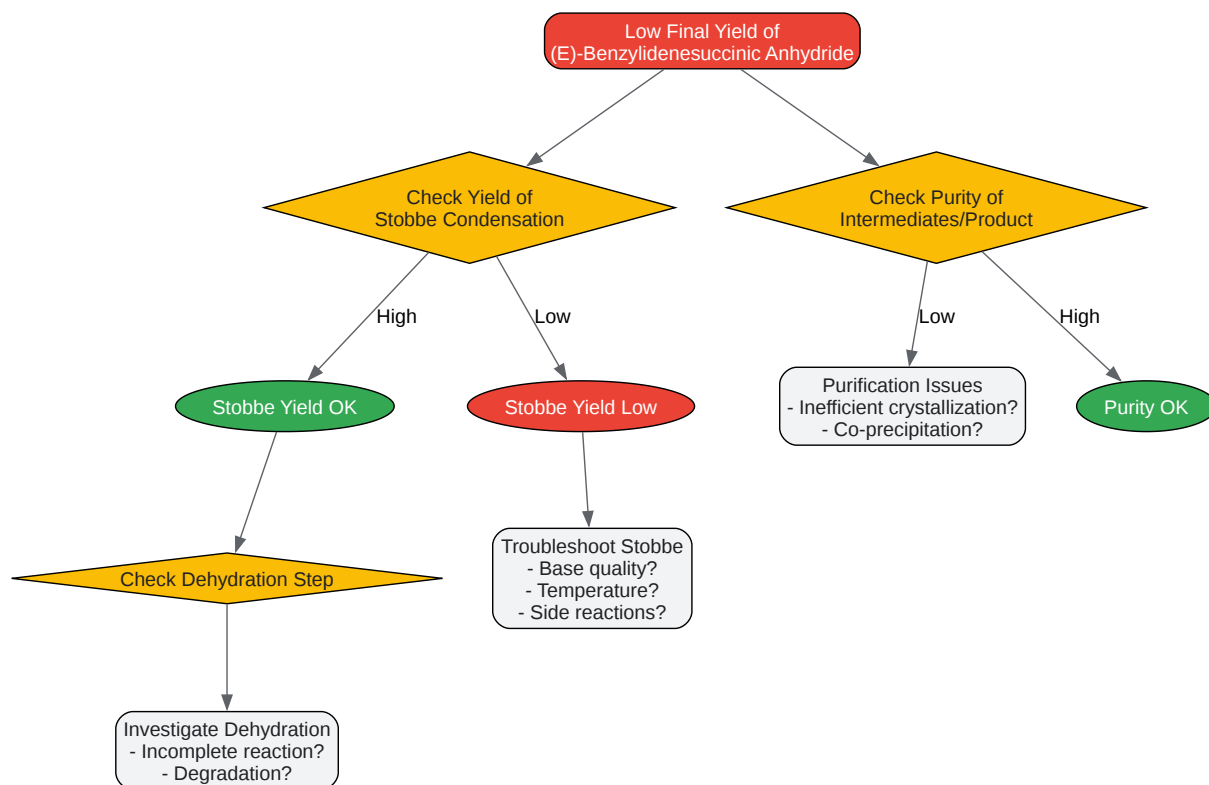 Low Final Yield of
(E)-Benzylidenesuccinic Anhydride
Check Yield of
Stobbe Condensation
Check Purity of
Intermediates/Product
High
Low
Low
High
Stobbe Yield OK
Stobbe Yield Low
Purification Issues
- Inefficient crystallization?
- Co-precipitation?
Purity OK
Check Dehydration Step
Troubleshoot Stobbe
- Base quality?
- Temperature?
- Side reactions?
Investigate Dehydration
- Incomplete reaction?
- Degradation?